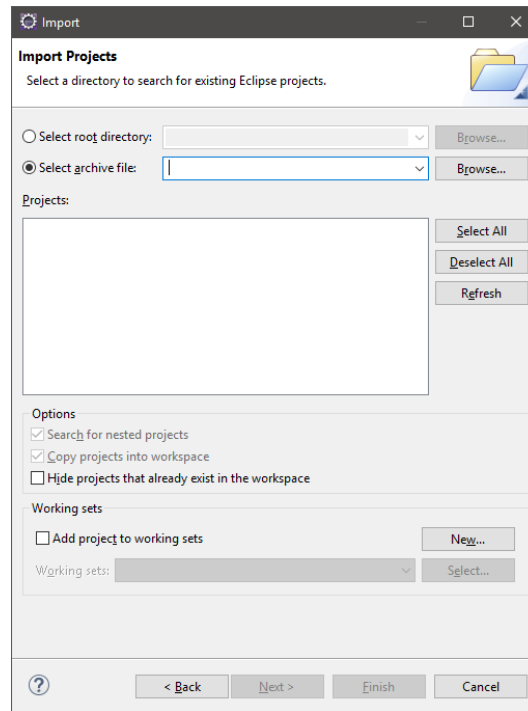 Import
Import Projects
Select a directory to search for existing Eclipse projects.
Select root directory:
Browse...
Select archive file:
Browse...
Projects:
Select All
Deselect All
Refresh
Options
Search for nested projects
Copy projects into workspace
Hide projects that already exist in the workspace
Working sets
Add project to working sets
New...
Working sets:
Select...
?
< Back
Next >
Finish
Cancel